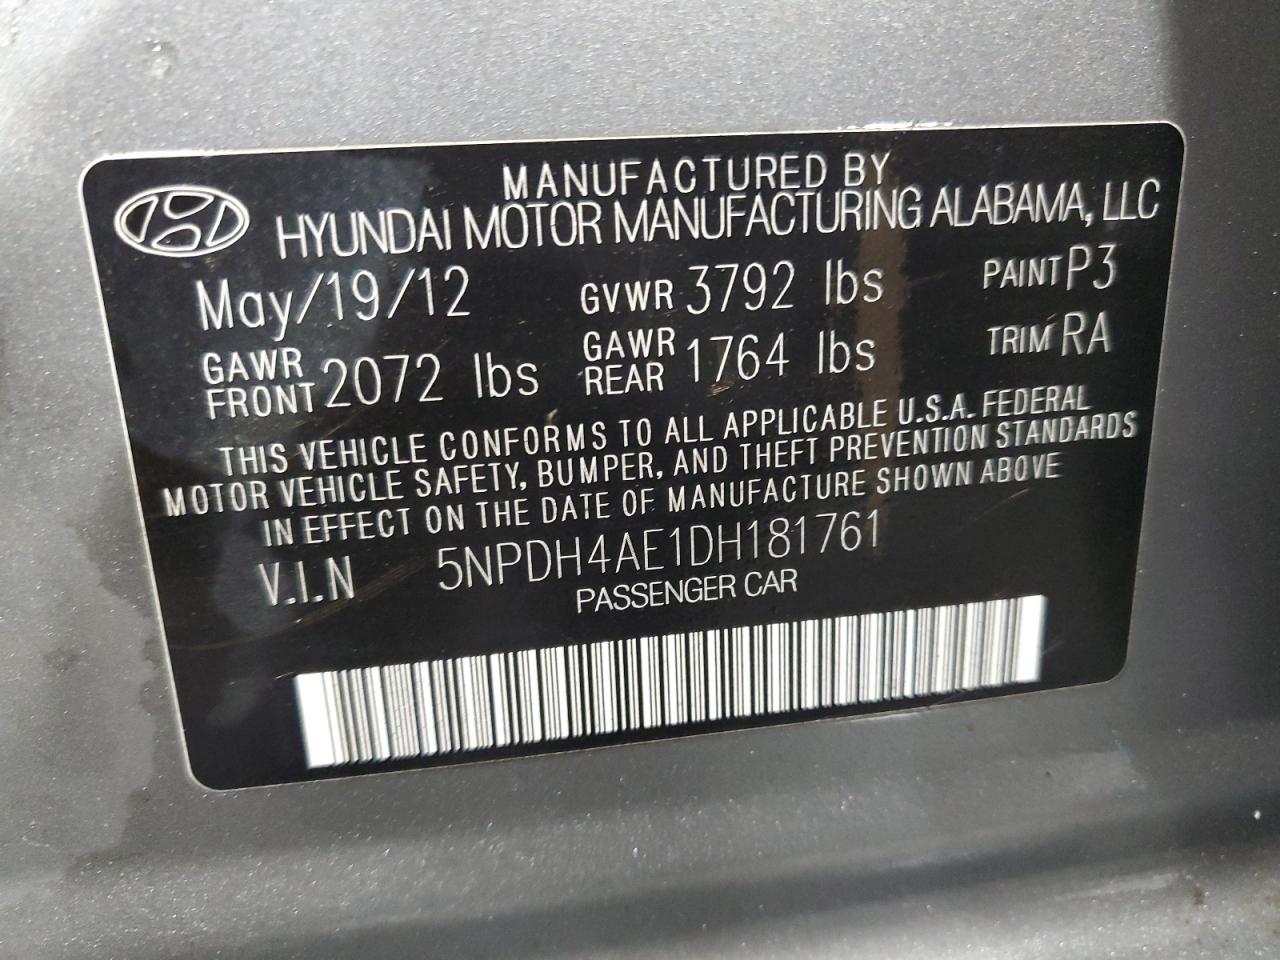 MANUFACTURED BY
HYUNDAI MOTOR MANUFACTURING ALABAMA, LLC
May/19/12 GVWR 3792 lbs PAINT P3
GAWR FRONT 2072 lbs GAWR REAR 1764 lbs TRIM RA
THIS VEHICLE CONFORMS TO ALL APPLICABLE U.S.A. FEDERAL
MOTOR VEHICLE SAFETY, BUMPER, AND THEFT PREVENTION STANDARDS
IN EFFECT ON THE DATE OF MANUFACTURE SHOWN ABOVE
V.I.N 5NPDH4AE1DH181761
PASSENGER CAR